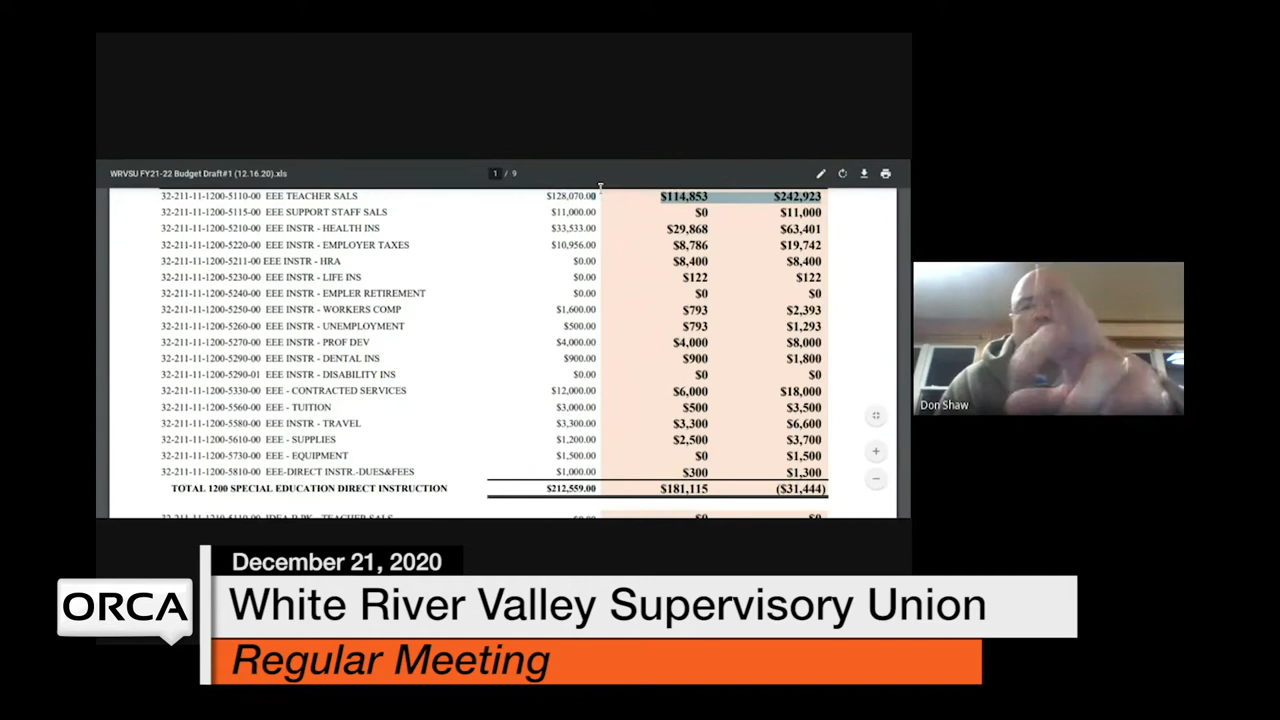 WRVSU FY21-22 Budget Draft#1 (12.16.20).xls 1 / 9
32-211-11-1200-5110-00 EEE TEACHER SALS $128,070.00 $114,853 $242,923
32-211-11-1200-5115-00 EEE SUPPORT STAFF SALS $11,000.00 $0 $11,000
32-211-11-1200-5210-00 EEE INSTR - HEALTH INS $33,533.00 $29,868 $63,401
32-211-11-1200-5220-00 EEE INSTR - EMPLOYER TAXES $10,956.00 $8,786 $19,742
32-211-11-1200-5211-00 EEE INSTR - HRA $0.00 $8,400 $8,400
32-211-11-1200-5230-00 EEE INSTR - LIFE INS $0.00 $122 $122
32-211-11-1200-5240-00 EEE INSTR - EMPLER RETIREMENT $0.00 $0 $0
32-211-11-1200-5250-00 EEE INSTR - WORKERS COMP $1,600.00 $793 $2,393
32-211-11-1200-5260-00 EEE INSTR - UNEMPLOYMENT $500.00 $793 $1,293
32-211-11-1200-5270-00 EEE INSTR - PROF DEV $4,000.00 $4,000 $8,000
32-211-11-1200-5290-00 EEE INSTR - DENTAL INS $900.00 $900 $1,800
32-211-11-1200-5290-01 EEE INSTR - DISABILITY INS $0.00 $0 $0
32-211-11-1200-5330-00 EEE - CONTRACTED SERVICES $12,000.00 $6,000 $18,000
32-211-11-1200-5560-00 EEE - TUITION $3,000.00 $500 $3,500
32-211-11-1200-5580-00 EEE INSTR - TRAVEL $3,300.00 $3,300 $6,600
32-211-11-1200-5610-00 EEE - SUPPLIES $1,200.00 $2,500 $3,700
32-211-11-1200-5730-00 EEE - EQUIPMENT $1,500.00 $0 $1,500
32-211-11-1200-5810-00 EEE-DIRECT INSTR.-DUES&FEES $1,000.00 $300 $1,300
TOTAL 1200 SPECIAL EDUCATION DIRECT INSTRUCTION $212,559.00 $181,115 ($31,444)
Don Shaw
December 21, 2020
ORCA
White River Valley Supervisory Union
Regular Meeting